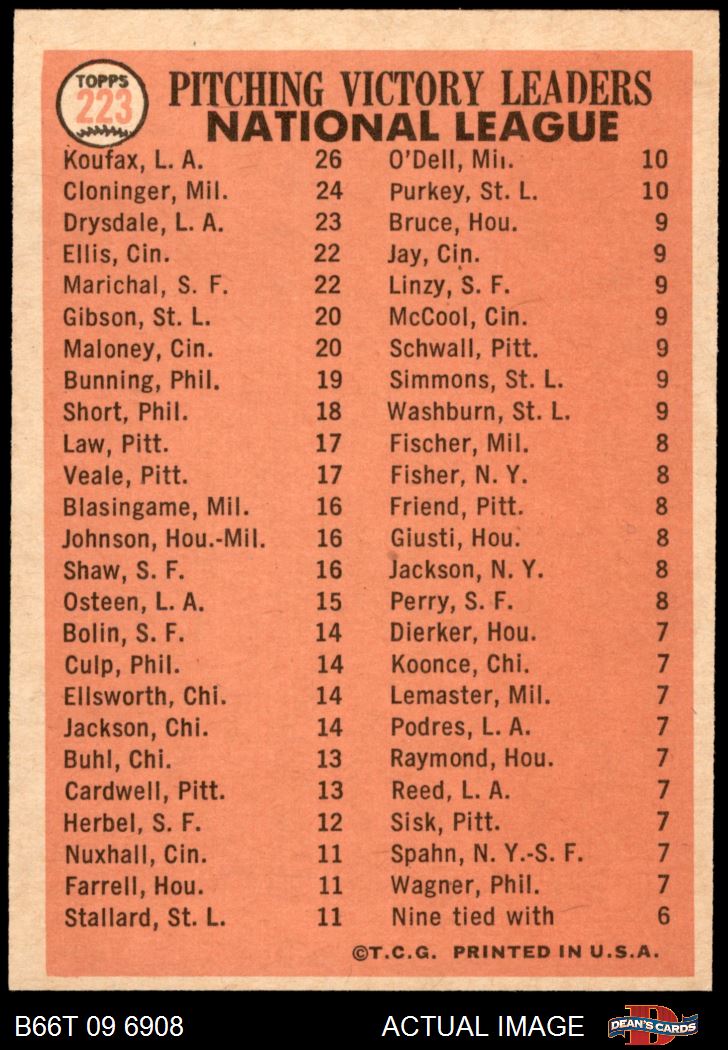 TOPPS
223
PITCHING VICTORY LEADERS
NATIONAL LEAGUE
Koufax, L. A. 26
Cloninger, Mil. 24
Drysdale, L. A. 23
Ellis, Cin. 22
Marichal, S. F. 22
Gibson, St. L. 20
Maloney, Cin. 20
Bunning, Phil. 19
Short, Phil. 18
Law, Pitt. 17
Veale, Pitt. 17
Blasingame, Mil. 16
Johnson, Hou.-Mil. 16
Shaw, S. F. 16
Osteen, L. A. 15
Bolin, S. F. 14
Culp, Phil. 14
Ellsworth, Chi. 14
Jackson, Chi. 14
Buhl, Chi. 13
Cardwell, Pitt. 13
Herbel, S. F. 12
Nuxhall, Cin. 11
Farrell, Hou. 11
Stallard, St. L. 11
O'Dell, Mil. 10
Purkey, St. L. 10
Bruce, Hou. 9
Jay, Cin. 9
Linzy, S. F. 9
McCool, Cin. 9
Schwall, Pitt. 9
Simmons, St. L. 9
Washburn, St. L. 9
Fischer, Mil. 8
Fisher, N. Y. 8
Friend, Pitt. 8
Giusti, Hou. 8
Jackson, N. Y. 8
Perry, S. F. 8
Dierker, Hou. 7
Koonce, Chi. 7
Lemaster, Mil. 7
Podres, L. A. 7
Raymond, Hou. 7
Reed, L. A. 7
Sisk, Pitt. 7
Spahn, N. Y.-S. F. 7
Wagner, Phil. 7
Nine tied with 6
©T.C.G. PRINTED IN U.S.A.
B66T 09 6908
ACTUAL IMAGE
DEAN'S CARDS